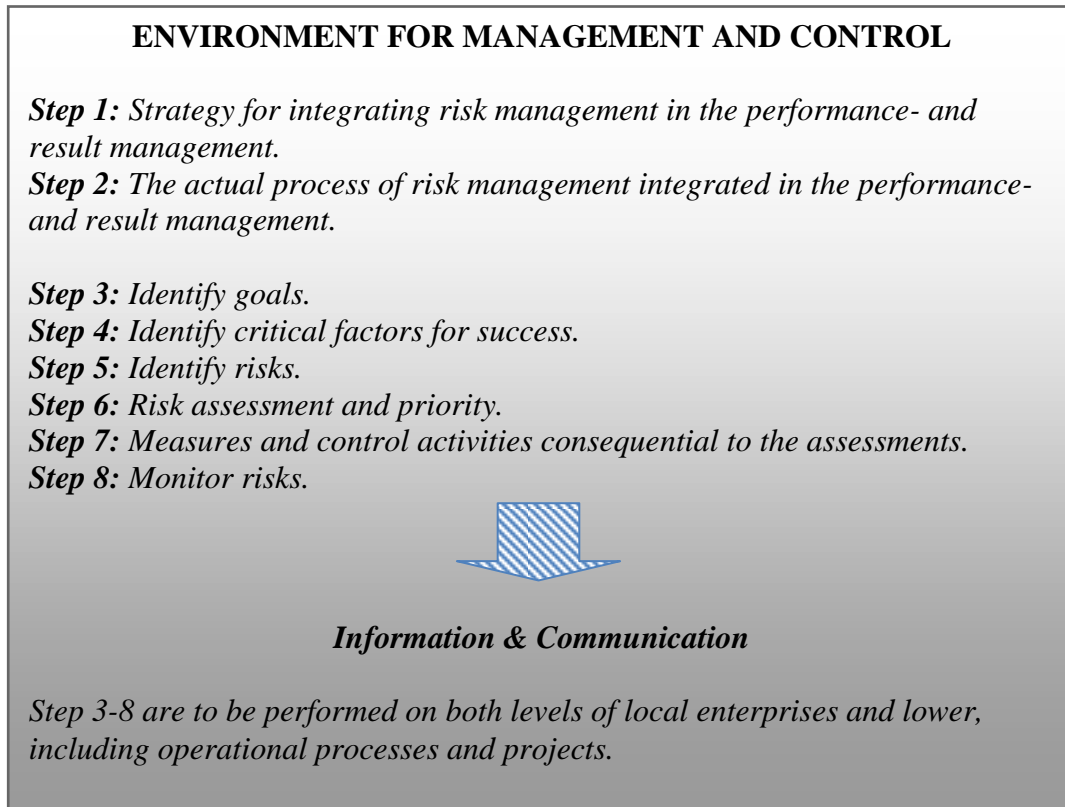 ENVIRONMENT FOR MANAGEMENT AND CONTROL
Step 1: Strategy for integrating risk management in the performance- and
result management.
Step 2: The actual process of risk management integrated in the performance-
and result management.
Step 3: Identify goals.
Step 4: Identify critical factors for success.
Step 5: Identify risks.
Step 6: Risk assessment and priority.
Step 7: Measures and control activities consequential to the assessments.
Step 8: Monitor risks.
Information & Communication
Step 3-8 are to be performed on both levels of local enterprises and lower,
including operational processes and projects.